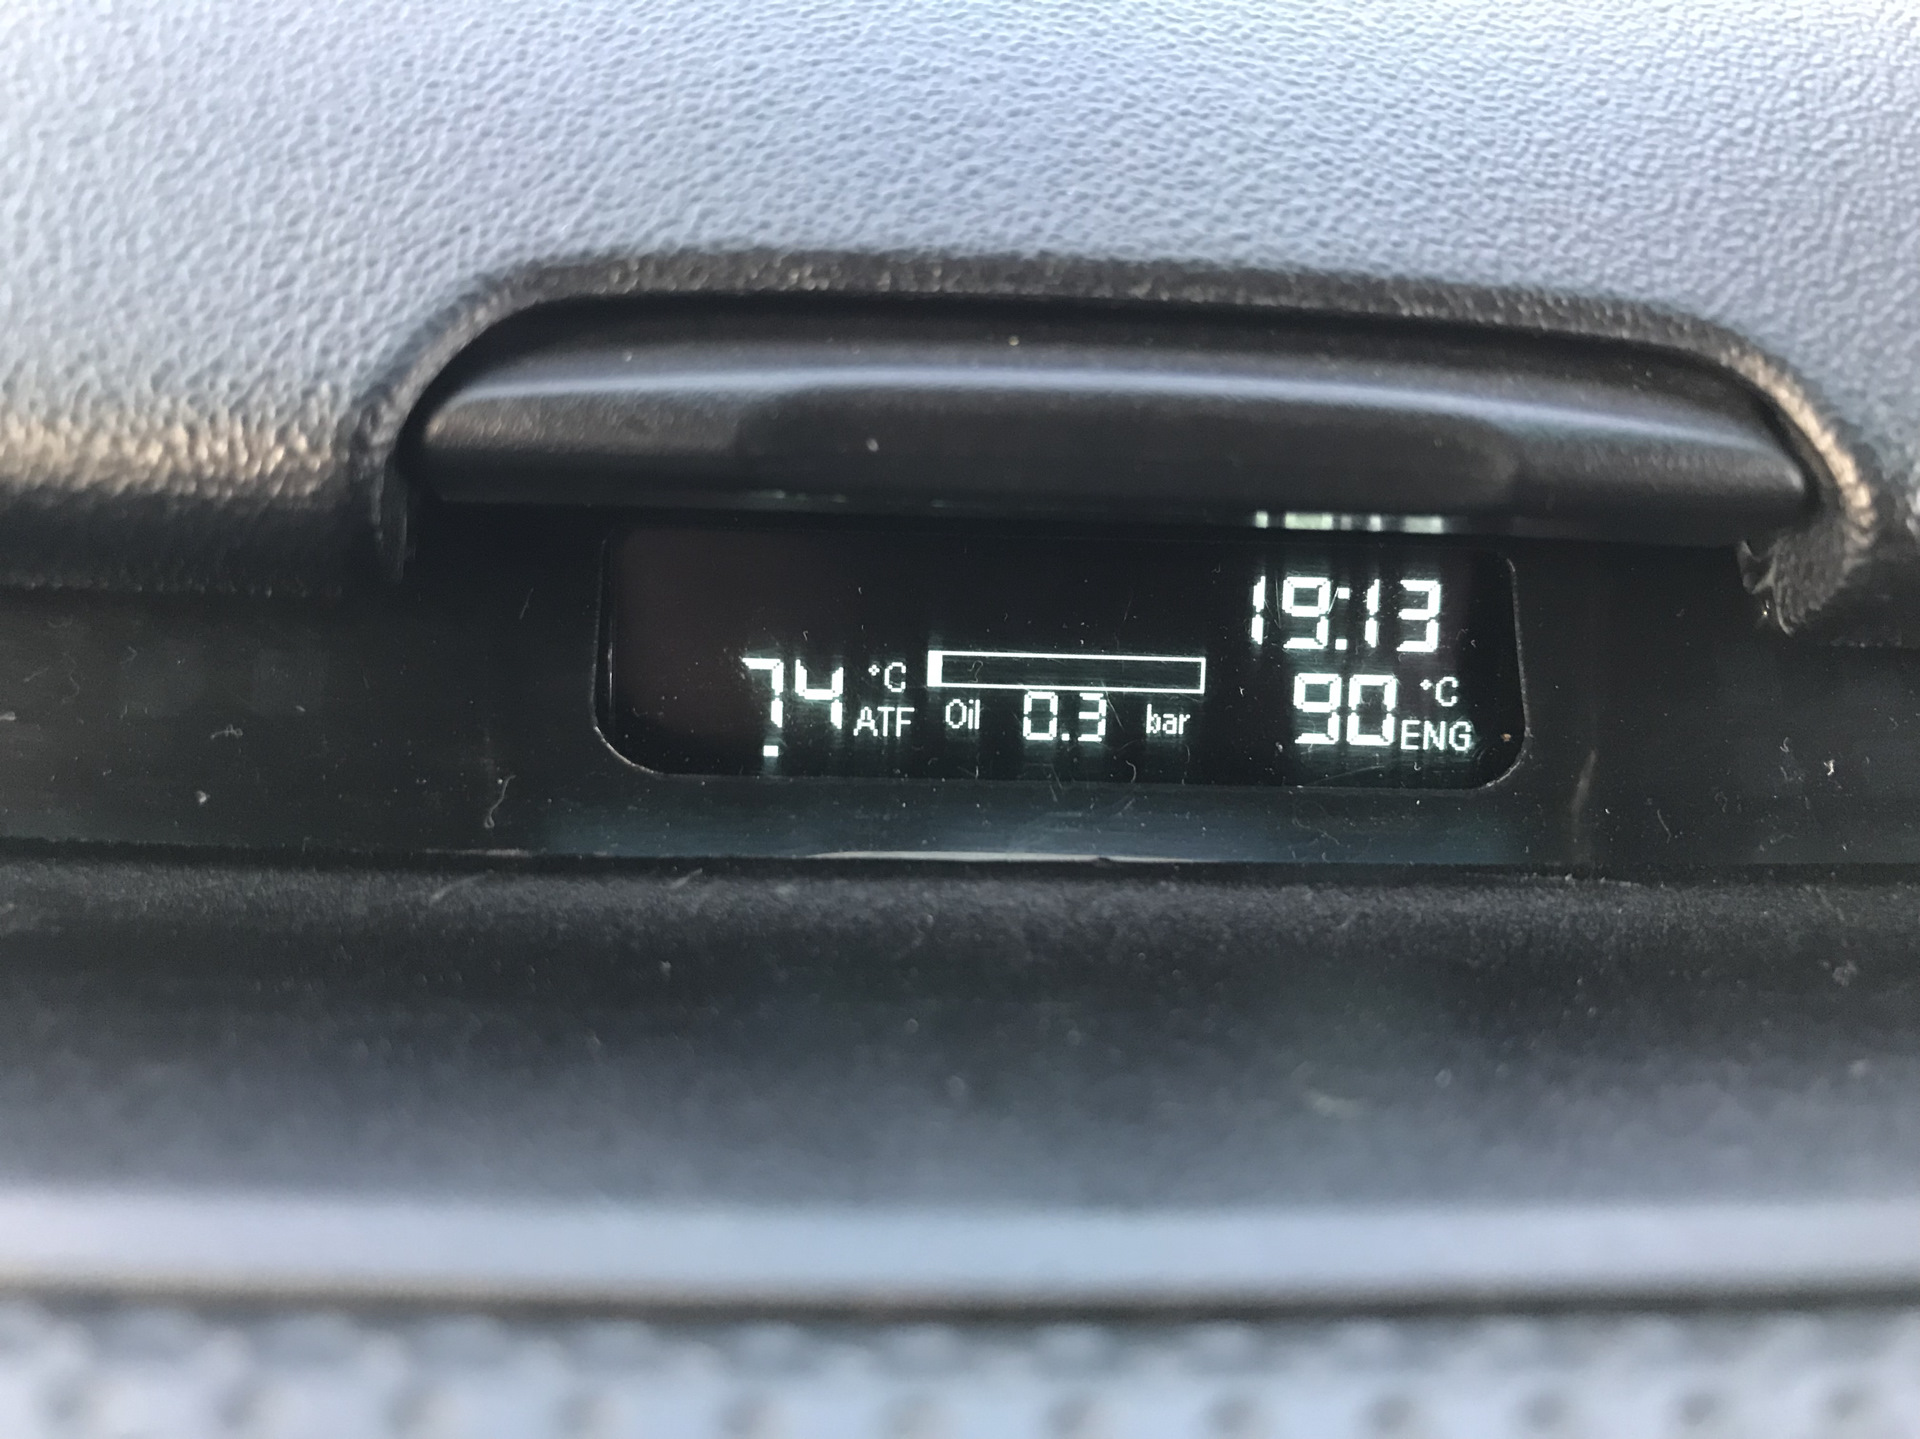 19:13
74 °C ATF
Oil 0.3 bar
90 °C ENG